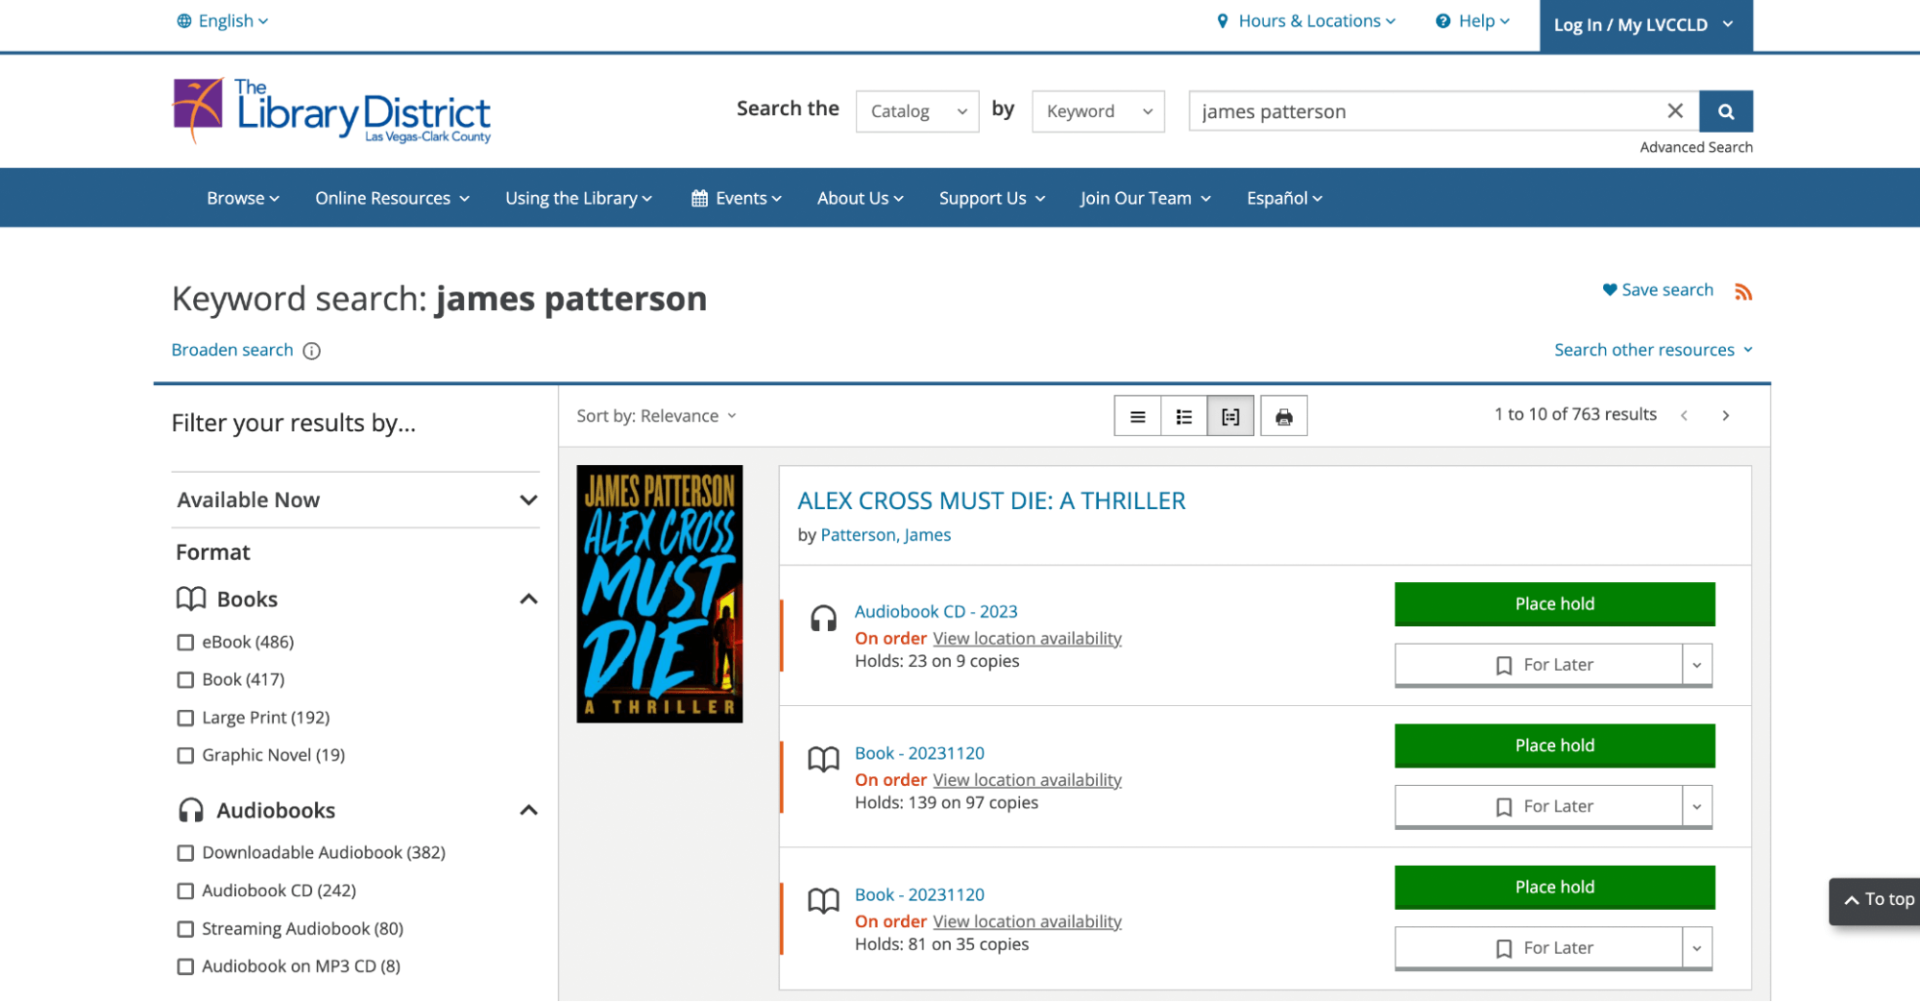 English
Hours & Locations
Help
Log In / My LVCCLD
The
Library District
Las Vegas-Clark County
Search the
Catalog
by
Keyword
james patterson
Advanced Search
Browse
Online Resources
Using the Library
Events
About Us
Support Us
Join Our Team
Español
Keyword search: james patterson
Save search
Broaden search
Search other resources
Filter your results by...
Sort by: Relevance
1 to 10 of 763 results
Available Now
Format
Books
eBook (486)
Book (417)
Large Print (192)
Graphic Novel (19)
Audiobooks
Downloadable Audiobook (382)
Audiobook CD (242)
Streaming Audiobook (80)
Audiobook on MP3 CD (8)
JAMES PATTERSON
ALEX CROSS
MUST
DIE
A THRILLER
ALEX CROSS MUST DIE: A THRILLER
by Patterson, James
Audiobook CD - 2023
On order View location availability
Holds: 23 on 9 copies
Place hold
For Later
Book - 20231120
On order View location availability
Holds: 139 on 97 copies
Place hold
For Later
Book - 20231120
On order View location availability
Holds: 81 on 35 copies
Place hold
For Later
To top